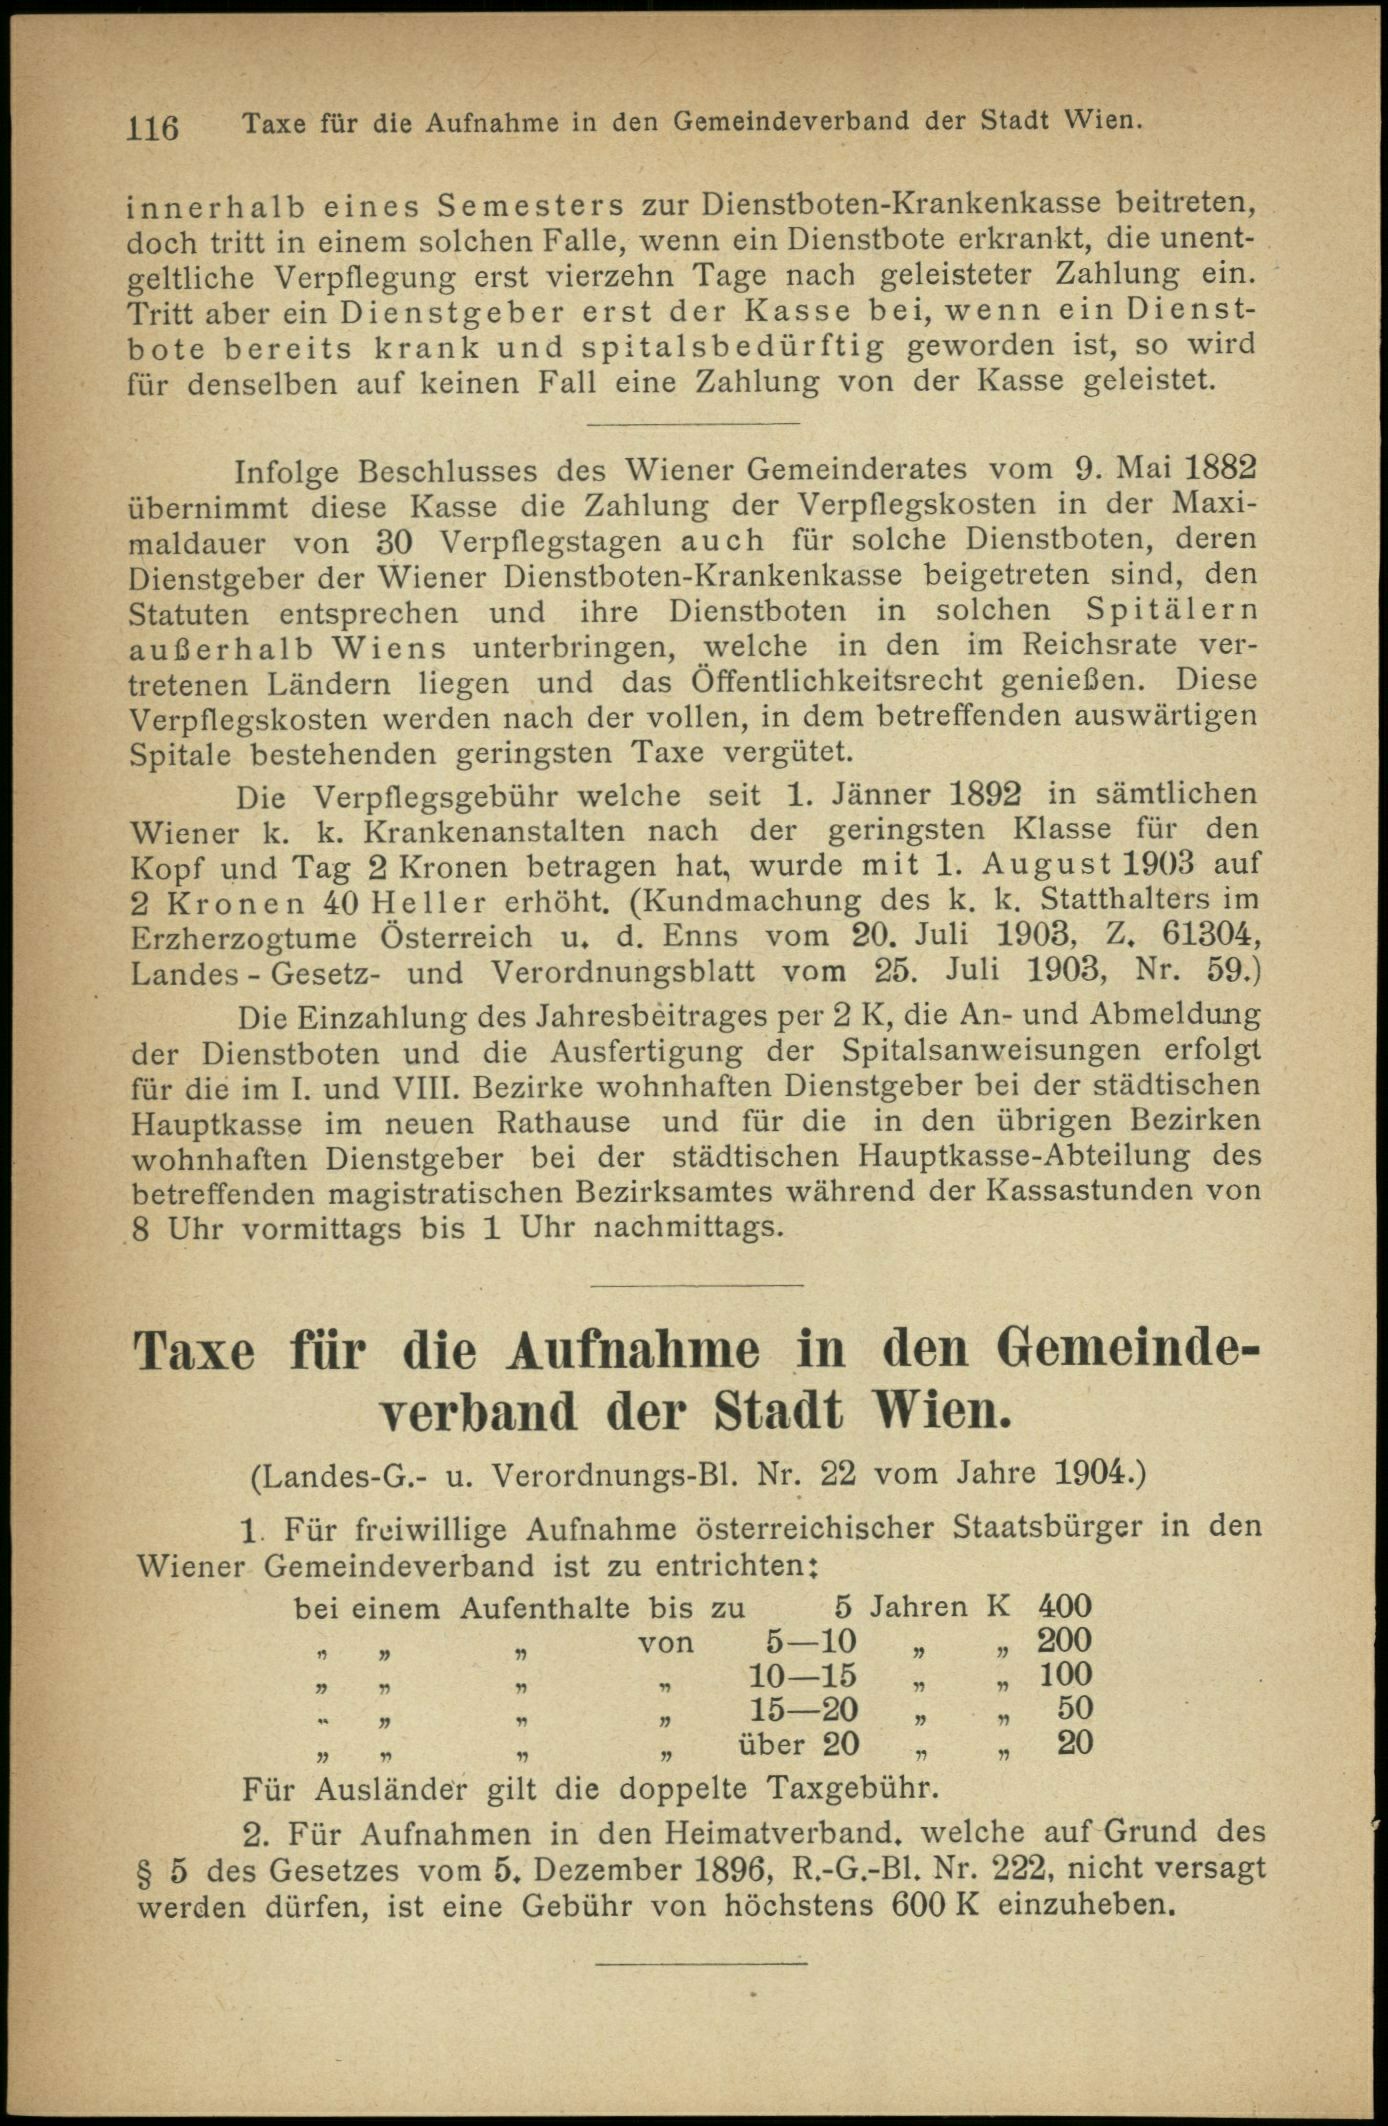 116 Taxe für die Aufnahme in den Gemeindeverband der Stadt Wien.
innerhalb eines Semesters zur Dienstboten-Krankenkasse beitreten,
doch tritt in einem solchen Falle, wenn ein Dienstbote erkrankt, die unent-
geltliche Verpflegung erst vierzehn Tage nach geleisteter Zahlung ein.
Tritt aber ein Dienstgeber erst der Kasse bei, wenn ein Dienst-
bote bereits krank und spitalsbedürftig geworden ist, so wird
für denselben auf keinen Fall eine Zahlung von der Kasse geleistet.
Infolge Beschlusses des Wiener Gemeinderates vom 9. Mai 1882
übernimmt diese Kasse die Zahlung der Verpflegskosten in der Maxi-
maldauer von 30 Verpflegstagen auch für solche Dienstboten, deren
Dienstgeber der Wiener Dienstboten-Krankenkasse beigetreten sind, den
Statuten entsprechen und ihre Dienstboten in solchen Spitälern
außerhalb Wiens unterbringen, welche in den im Reichsrate ver-
tretenen Ländern liegen und das Öffentlichkeitsrecht genießen. Diese
Verpflegskosten werden nach der vollen, in dem betreffenden auswärtigen
Spitale bestehenden geringsten Taxe vergütet.
Die Verpflegsgebühr welche seit 1. Jänner 1892 in sämtlichen
Wiener k. k. Krankenanstalten nach der geringsten Klasse für den
Kopf und Tag 2 Kronen betragen hat, wurde mit 1. August 1903 auf
2 Kronen 40 Heller erhöht. (Kundmachung des k. k. Statthalters im
Erzherzogtume Österreich u. d. Enns vom 20. Juli 1903, Z. 61304,
Landes-Gesetz- und Verordnungsblatt vom 25. Juli 1903, Nr. 59.)
Die Einzahlung des Jahresbeitrages per 2 K, die An- und Abmeldung
der Dienstboten und die Ausfertigung der Spitalsanweisungen erfolgt
für die im I. und VIII. Bezirke wohnhaften Dienstgeber bei der städtischen
Hauptkasse im neuen Rathause und für die in den übrigen Bezirken
wohnhaften Dienstgeber bei der städtischen Hauptkasse-Abteilung des
betreffenden magistratischen Bezirksamtes während der Kassastunden von
8 Uhr vormittags bis 1 Uhr nachmittags.
Taxe für die Aufnahme in den Gemeinde-
verband der Stadt Wien.
(Landes-G.- u. Verordnungs-Bl. Nr. 22 vom Jahre 1904.)
1. Für freiwillige Aufnahme österreichischer Staatsbürger in den
Wiener Gemeindeverband ist zu entrichten:
bei einem Aufenthalte bis zu 5 Jahren K 400
„ „ „ von 5—10 „ „ 200
„ „ „ „ 10—15 „ „ 100
„ „ „ „ 15—20 „ „ 50
„ „ „ „ über 20 „ „ 20
Für Ausländer gilt die doppelte Taxgebühr.
2. Für Aufnahmen in den Heimatverband, welche auf Grund des
§ 5 des Gesetzes vom 5. Dezember 1896, R.-G.-Bl. Nr. 222, nicht versagt
werden dürfen, ist eine Gebühr von höchstens 600 K einzuheben.